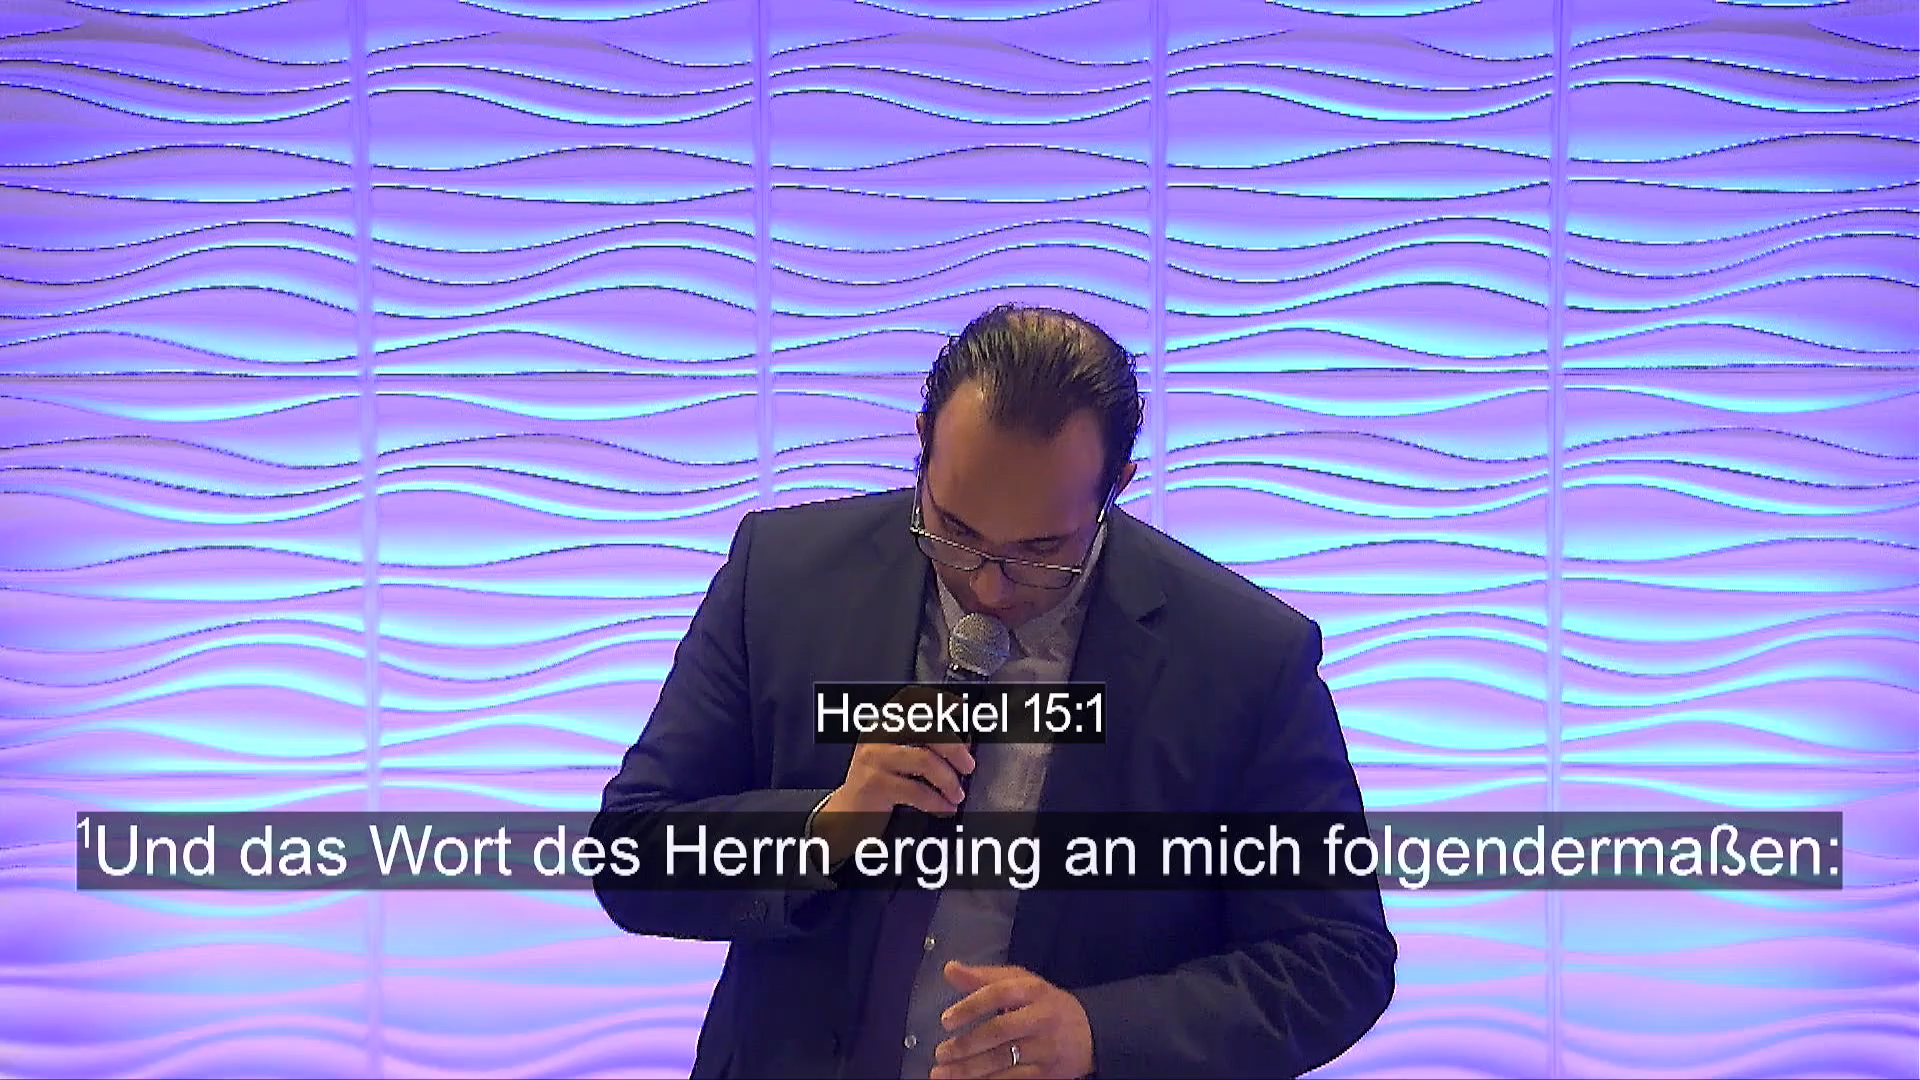 Hesekiel 15:1
¹Und das Wort des Herrn erging an mich folgendermaßen: